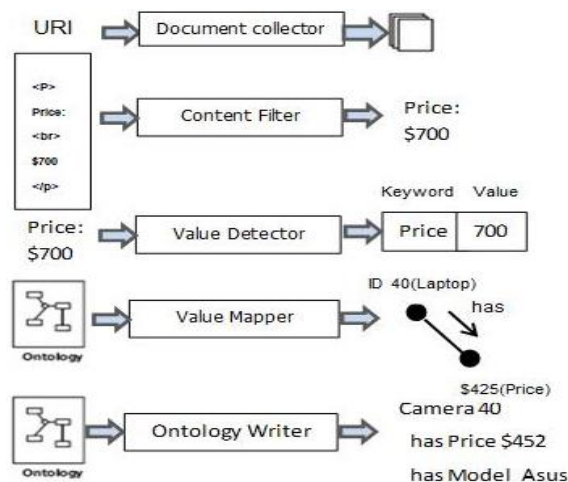 URI
Document collector
<P>
Price:
<br>
$700
</p>
Content Filter
Price:
$700
Price:
$700
Value Detector
Keyword Value
Price 700
Ontology
Value Mapper
ID 40(Laptop)
has
$425(Price)
Ontology
Ontology Writer
Camera 40
has Price $452
has Model Asus